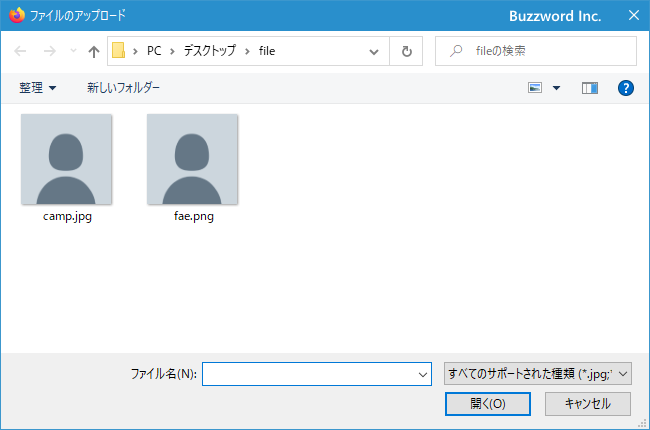 ファイルのアップロード Buzzword Inc.
PC デスクトップ file fileの検索
整理 新しいフォルダー
camp.jpg fae.png
ファイル名(N): すべてのサポートされた種類 (*.jpg;*
開く(O) キャンセル